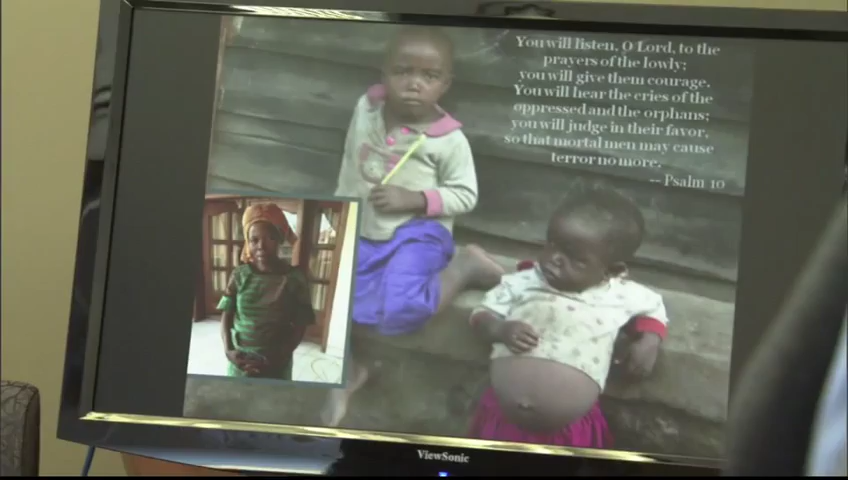 You will listen, O Lord, to the
prayers of the lowly;
you will give them courage.
You will hear the cries of the
oppressed and the orphans;
you will judge in their favor,
so that mortal men may cause
terror no more.
-- Psalm 10
ViewSonic